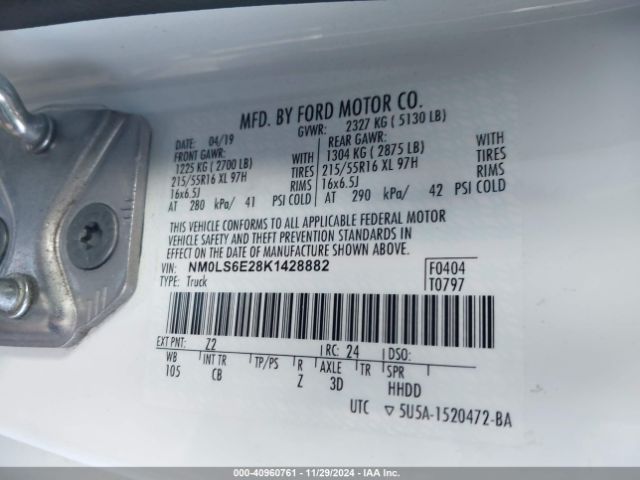 MFD. BY FORD MOTOR CO.
DATE: 04/19 GVWR: 2327 KG ( 5130 LB)
FRONT GAWR: REAR GAWR:
1225 KG ( 2700 LB) WITH 1304 KG ( 2875 LB) WITH
215/55R16 XL 97H TIRES 215/55R16 XL 97H TIRES
16x6.5J RIMS 16x6.5J RIMS
AT 280 kPa/ 41 PSI COLD AT 290 kPa/ 42 PSI COLD
THIS VEHICLE CONFORMS TO ALL APPLICABLE FEDERAL MOTOR
VEHICLE SAFETY AND THEFT PREVENTION STANDARDS IN
EFFECT ON THE DATE OF MANUFACTURE SHOWN ABOVE.
VIN: NM0LS6E28K1428882 F0404
TYPE: Truck T0797
EXT PNT: Z2 RC: 24 DSO:
WB INT TR TP/PS R AXLE TR SPR
105 CB Z 3D HHDD
UTC ▽ 5U5A-1520472-BA
000-40960761 - 11/29/2024 - IAA Inc.